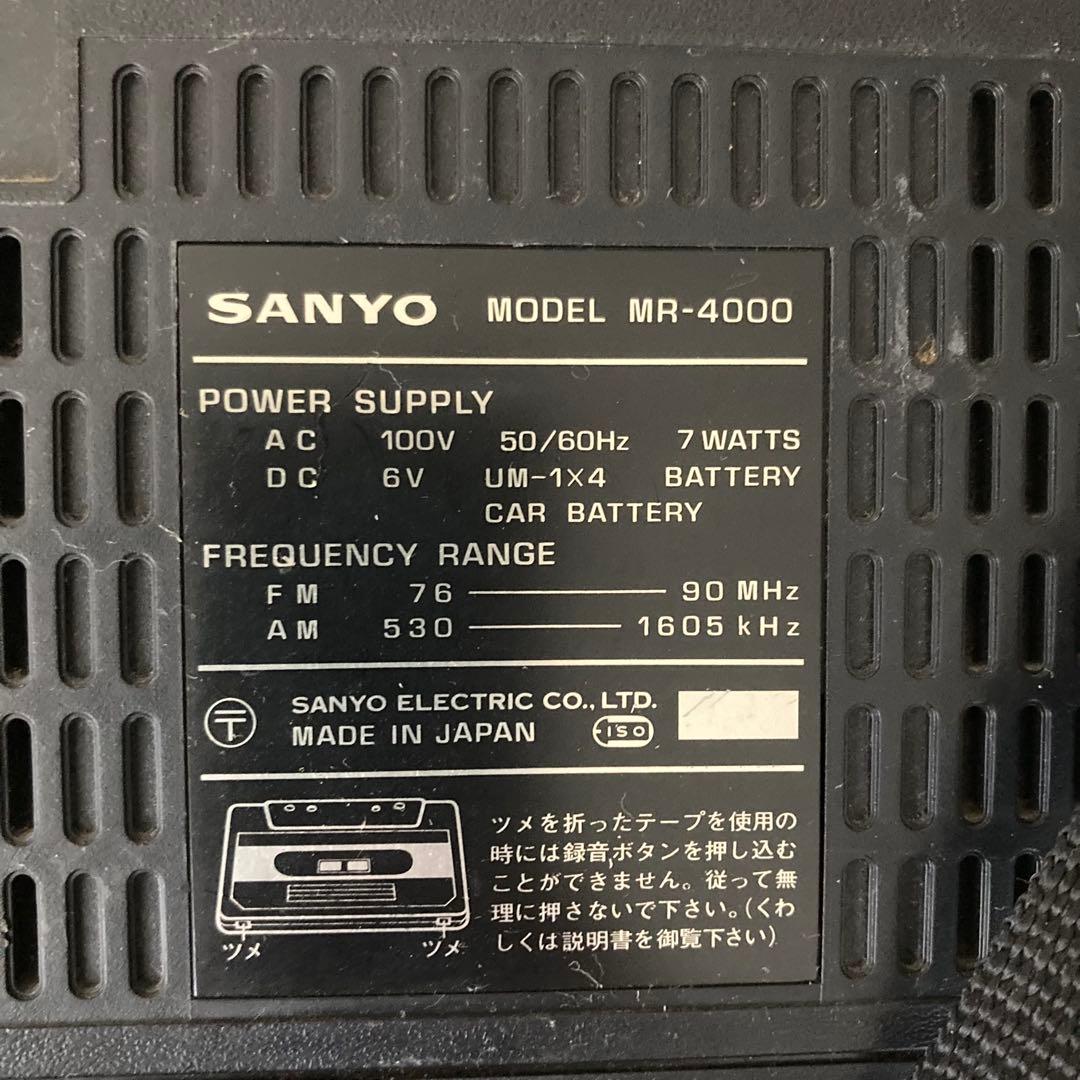 SANYO MODEL MR-4000
POWER SUPPLY
AC 100V 50/60Hz 7 WATTS
DC 6V UM-1×4 BATTERY
CAR BATTERY
FREQUENCY RANGE
FM 76 — 90 MHz
AM 530 — 1605 kHz
〒 SANYO ELECTRIC CO., LTD.
MADE IN JAPAN ISO
ツメを折ったテープを使用の
時には録音ボタンを押し込む
ことができません。従って無
理に押さないで下さい。(くわ
しくは説明書を御覧下さい)
ツメ ツメ